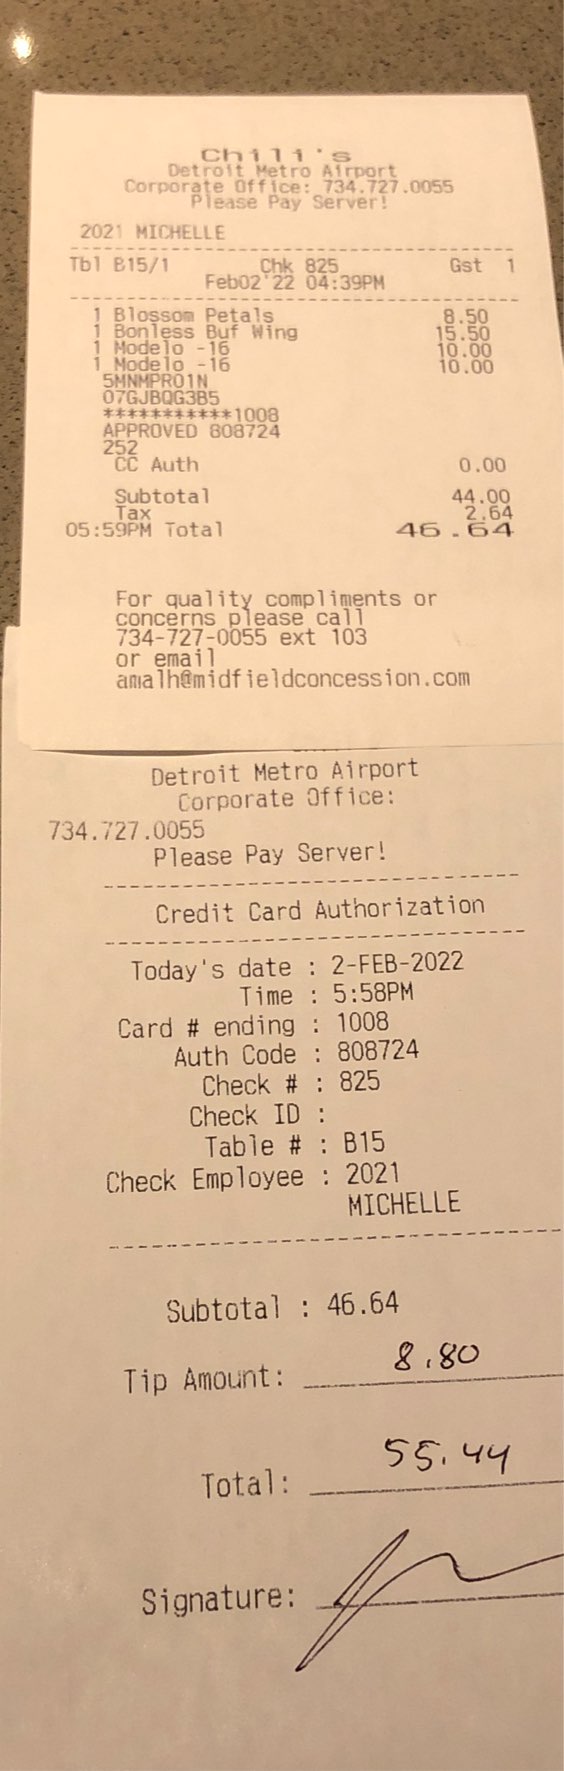 Chili's
Detroit Metro Airport
Corporate Office: 734.727.0055
Please Pay Server!
2021 MICHELLE
Tbl B15/1 Chk 825 Gst 1
Feb02'22 04:39PM
1 Blossom Petals 8.50
1 Bonless Buf Wing 15.50
1 Modelo -16 10.00
1 Modelo -16 10.00
5MNMPRO1N
07GJBQG3B5
***********1008
APPROVED 808724
252
CC Auth 0.00
Subtotal 44.00
Tax 2.64
05:59PM Total 46.64
For quality compliments or
concerns please call
734-727-0055 ext 103
or email
amalh@midfieldconcession.com
Detroit Metro Airport
Corporate Office:
734.727.0055
Please Pay Server!
Credit Card Authorization
Today's date : 2-FEB-2022
Time : 5:58PM
Card # ending : 1008
Auth Code : 808724
Check # : 825
Check ID :
Table # : B15
Check Employee : 2021
MICHELLE
Subtotal : 46.64
Tip Amount: 8.80
Total: 55.44
Signature: